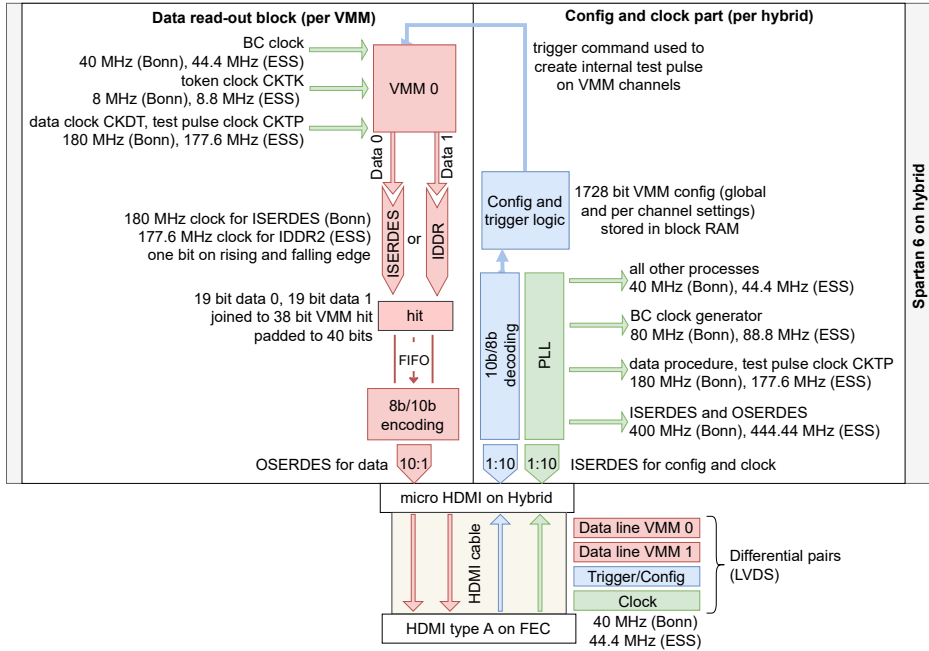 Data read-out block (per VMM)
BC clock
40 MHz (Bonn), 44.4 MHz (ESS)
token clock CKTK
8 MHz (Bonn), 8.8 MHz (ESS)
data clock CKDT, test pulse clock CKTP
180 MHz (Bonn), 177.6 MHz (ESS)
VMM 0
Data 0
Data 1
180 MHz clock for ISERDES (Bonn)
177.6 MHz clock for IDDR2 (ESS)
one bit on rising and falling edge
ISERDES
or
IDDR
19 bit data 0, 19 bit data 1
joined to 38 bit VMM hit
padded to 40 bits
hit
FIFO
8b/10b
encoding
OSERDES for data
10:1
Config and clock part (per hybrid)
trigger command used to
create internal test pulse
on VMM channels
Config and
trigger logic
1728 bit VMM config (global
and per channel settings)
stored in block RAM
10b/8b
decoding
PLL
all other processes
40 MHz (Bonn), 44.4 MHz (ESS)
BC clock generator
80 MHz (Bonn), 88.8 MHz (ESS)
data procedure, test pulse clock CKTP
180 MHz (Bonn), 177.6 MHz (ESS)
ISERDES and OSERDES
400 MHz (Bonn), 444.44 MHz (ESS)
1:10
1:10
ISERDES for config and clock
Spartan 6 on hybrid
micro HDMI on Hybrid
HDMI cable
HDMI type A on FEC
Data line VMM 0
Data line VMM 1
Trigger/Config
Clock
40 MHz (Bonn)
44.4 MHz (ESS)
Differential pairs
(LVDS)